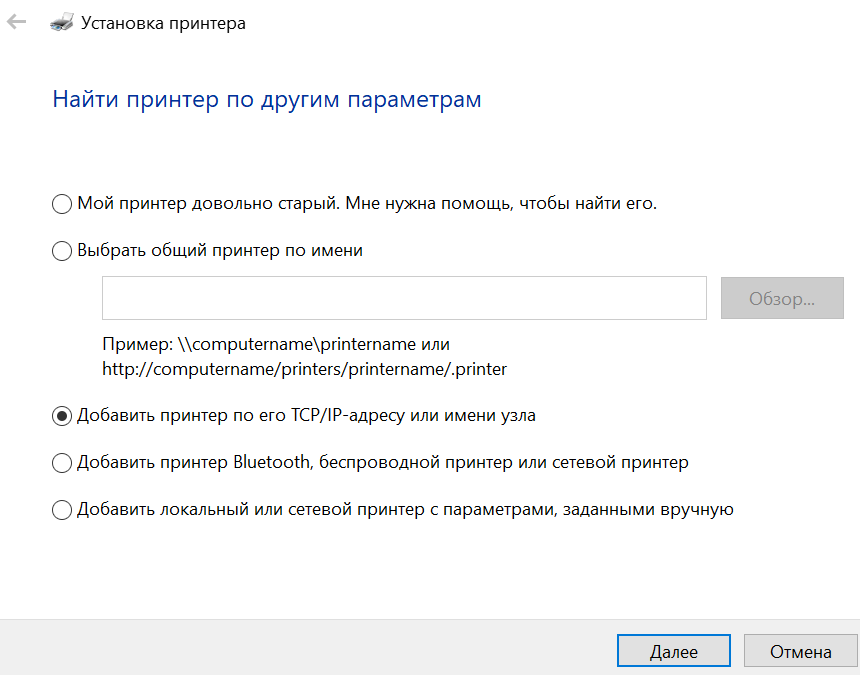 Установка принтера
Найти принтер по другим параметрам
Мой принтер довольно старый. Мне нужна помощь, чтобы найти его.
Выбрать общий принтер по имени
Обзор...
Пример: \\computername\printername или
http://computername/printers/printername/.printer
Добавить принтер по его TCP/IP-адресу или имени узла
Добавить принтер Bluetooth, беспроводной принтер или сетевой принтер
Добавить локальный или сетевой принтер с параметрами, заданными вручную
Далее
Отмена